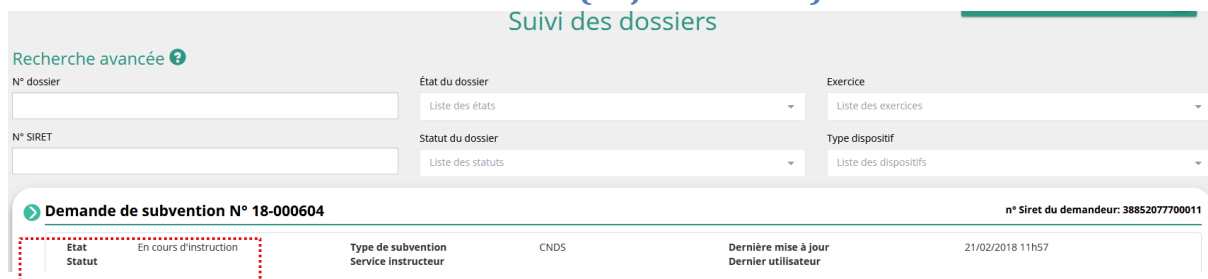 Suivi des dossiers
Recherche avancée ?
N° dossier État du dossier Exercice
Liste des états Liste des exercices
N° SIRET Statut du dossier Type dispositif
Liste des statuts Liste des dispositifs
Demande de subvention N° 18-000604 n° Siret du demandeur: 38852077700011
Etat En cours d'instruction Type de subvention CNDS Dernière mise à jour 21/02/2018 11h57
Statut Service instructeur Dernier utilisateur